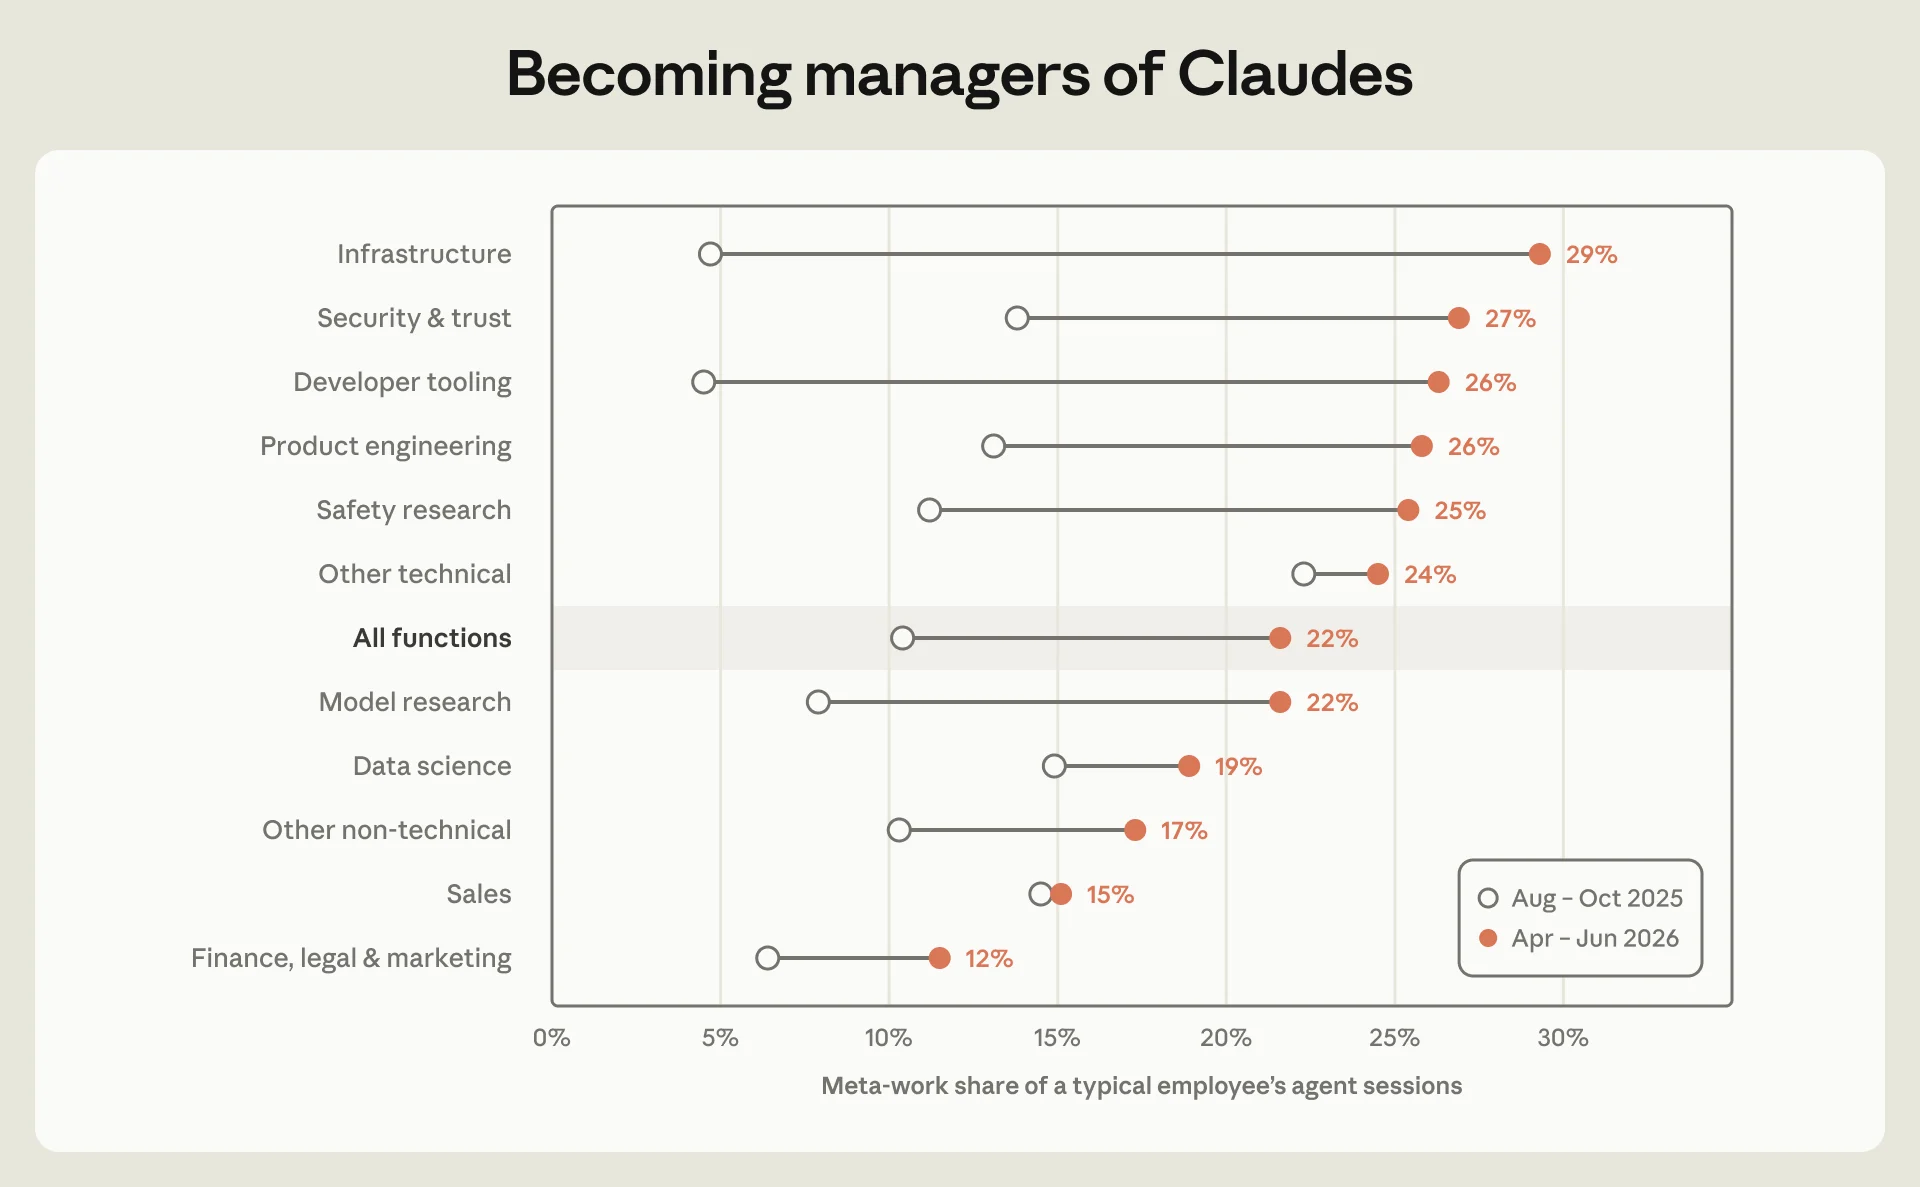 Becoming managers of Claudes
Infrastructure
29%
Security & trust
27%
Developer tooling
26%
Product engineering
26%
Safety research
25%
Other technical
24%
All functions
22%
Model research
22%
Data science
19%
Other non-technical
17%
Sales
15%
Finance, legal & marketing
12%
Aug – Oct 2025
Apr – Jun 2026
0% 5% 10% 15% 20% 25% 30%
Meta-work share of a typical employee’s agent sessions